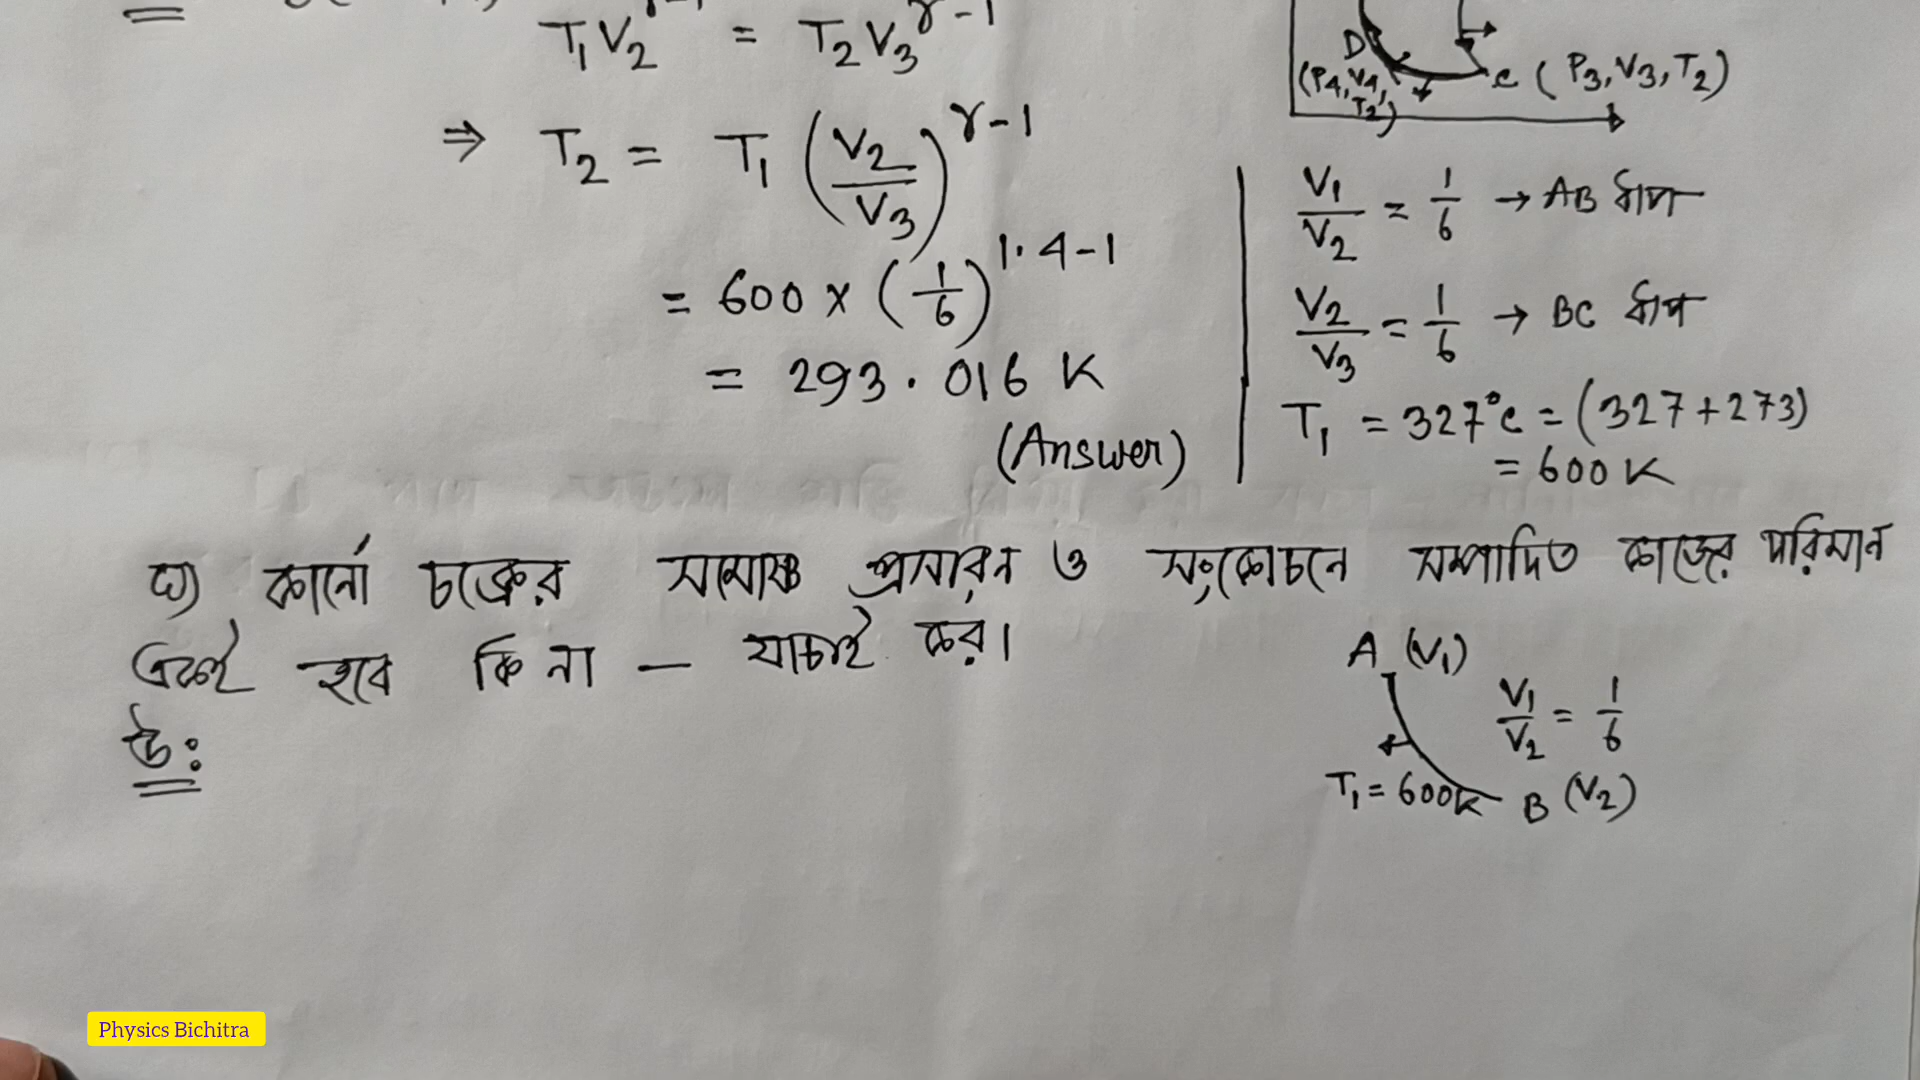 T₁V₂^γ-1 = T₂V₃^γ-1
⇒ T₂ = T₁ (V₂/V₃)^γ-1
= 600 x (1/6)^1.4-1
= 293.016 K
(Answer)
D
(P₄, V₄, T₂)
C (P₃, V₃, T₂)
V₁/V₂ = 1/6 → AB ধাপ
V₂/V₃ = 1/6 → BC ধাপ
T₁ = 327°C = (327+273)
= 600 K
ঘ) কার্নো চক্রের সমোষ্ণ প্রসারন ও সংকোচনে সম্পাদিত কাজের পরিমান
একই হবে কি না – যাচাই কর।
উঃ
A (V₁)
V₁/V₂ = 1/6
T₁ = 600K B (V₂)
Physics Bichitra